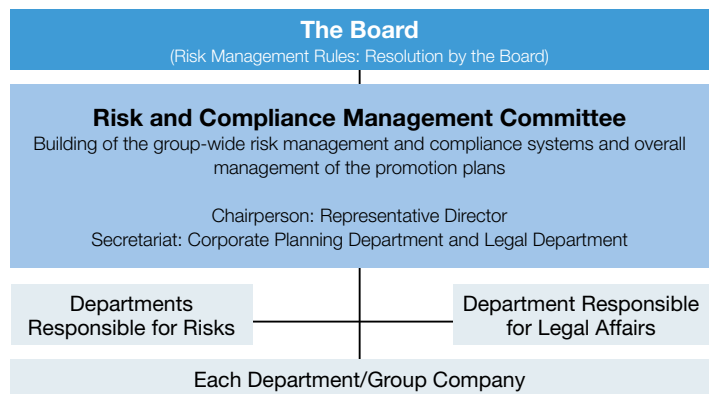 The Board
(Risk Management Rules: Resolution by the Board)
Risk and Compliance Management Committee
Building of the group-wide risk management and compliance systems and overall
management of the promotion plans
Chairperson: Representative Director
Secretariat: Corporate Planning Department and Legal Department
Departments
Responsible for Risks
Department Responsible
for Legal Affairs
Each Department/Group Company